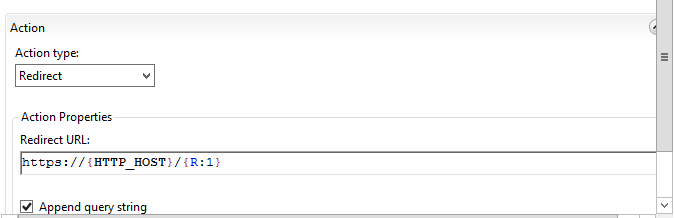 Action
Action type:
Redirect
Action Properties
Redirect URL:
https://{HTTP_HOST}/{R:1}
Append query string